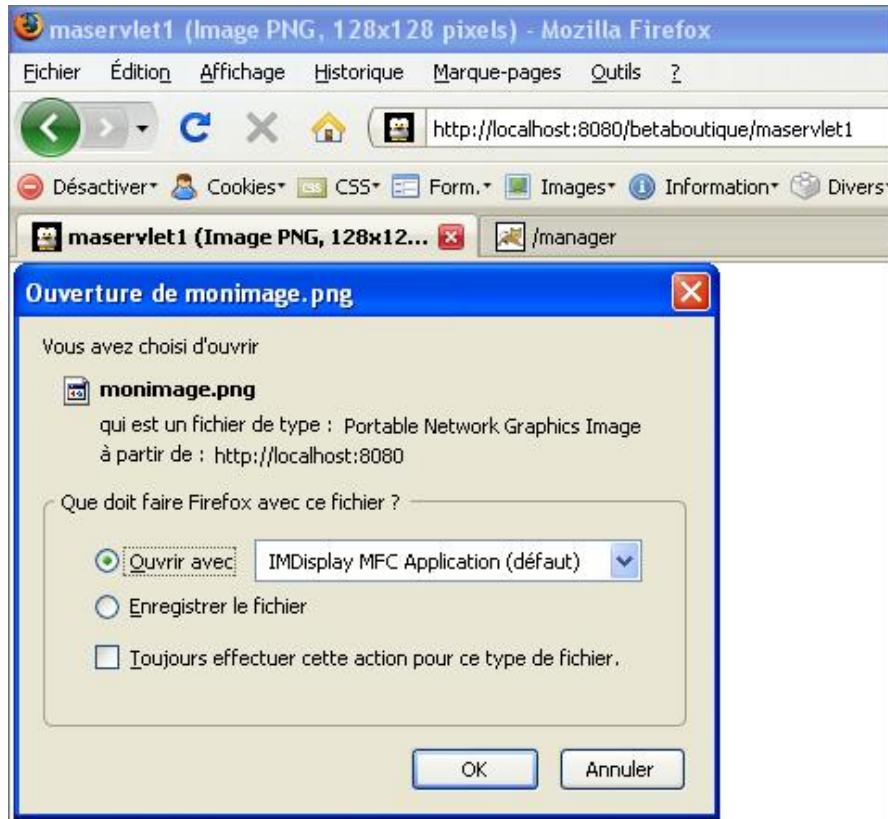 maservlet1 (Image PNG, 128x128 pixels) - Mozilla Firefox
Fichier Édition Affichage Historique Marque-pages Outils ?
http://localhost:8080/betaboutique/maservlet1
Désactiver Cookies CSS Form. Images Information Divers
maservlet1 (Image PNG, 128x12... /manager
Ouverture de monimage.png
Vous avez choisi d'ouvrir
monimage.png
qui est un fichier de type : Portable Network Graphics Image
à partir de : http://localhost:8080
Que doit faire Firefox avec ce fichier ?
Ouvrir avec IMDisplay MFC Application (défaut)
Enregistrer le fichier
Toujours effectuer cette action pour ce type de fichier.
OK Annuler